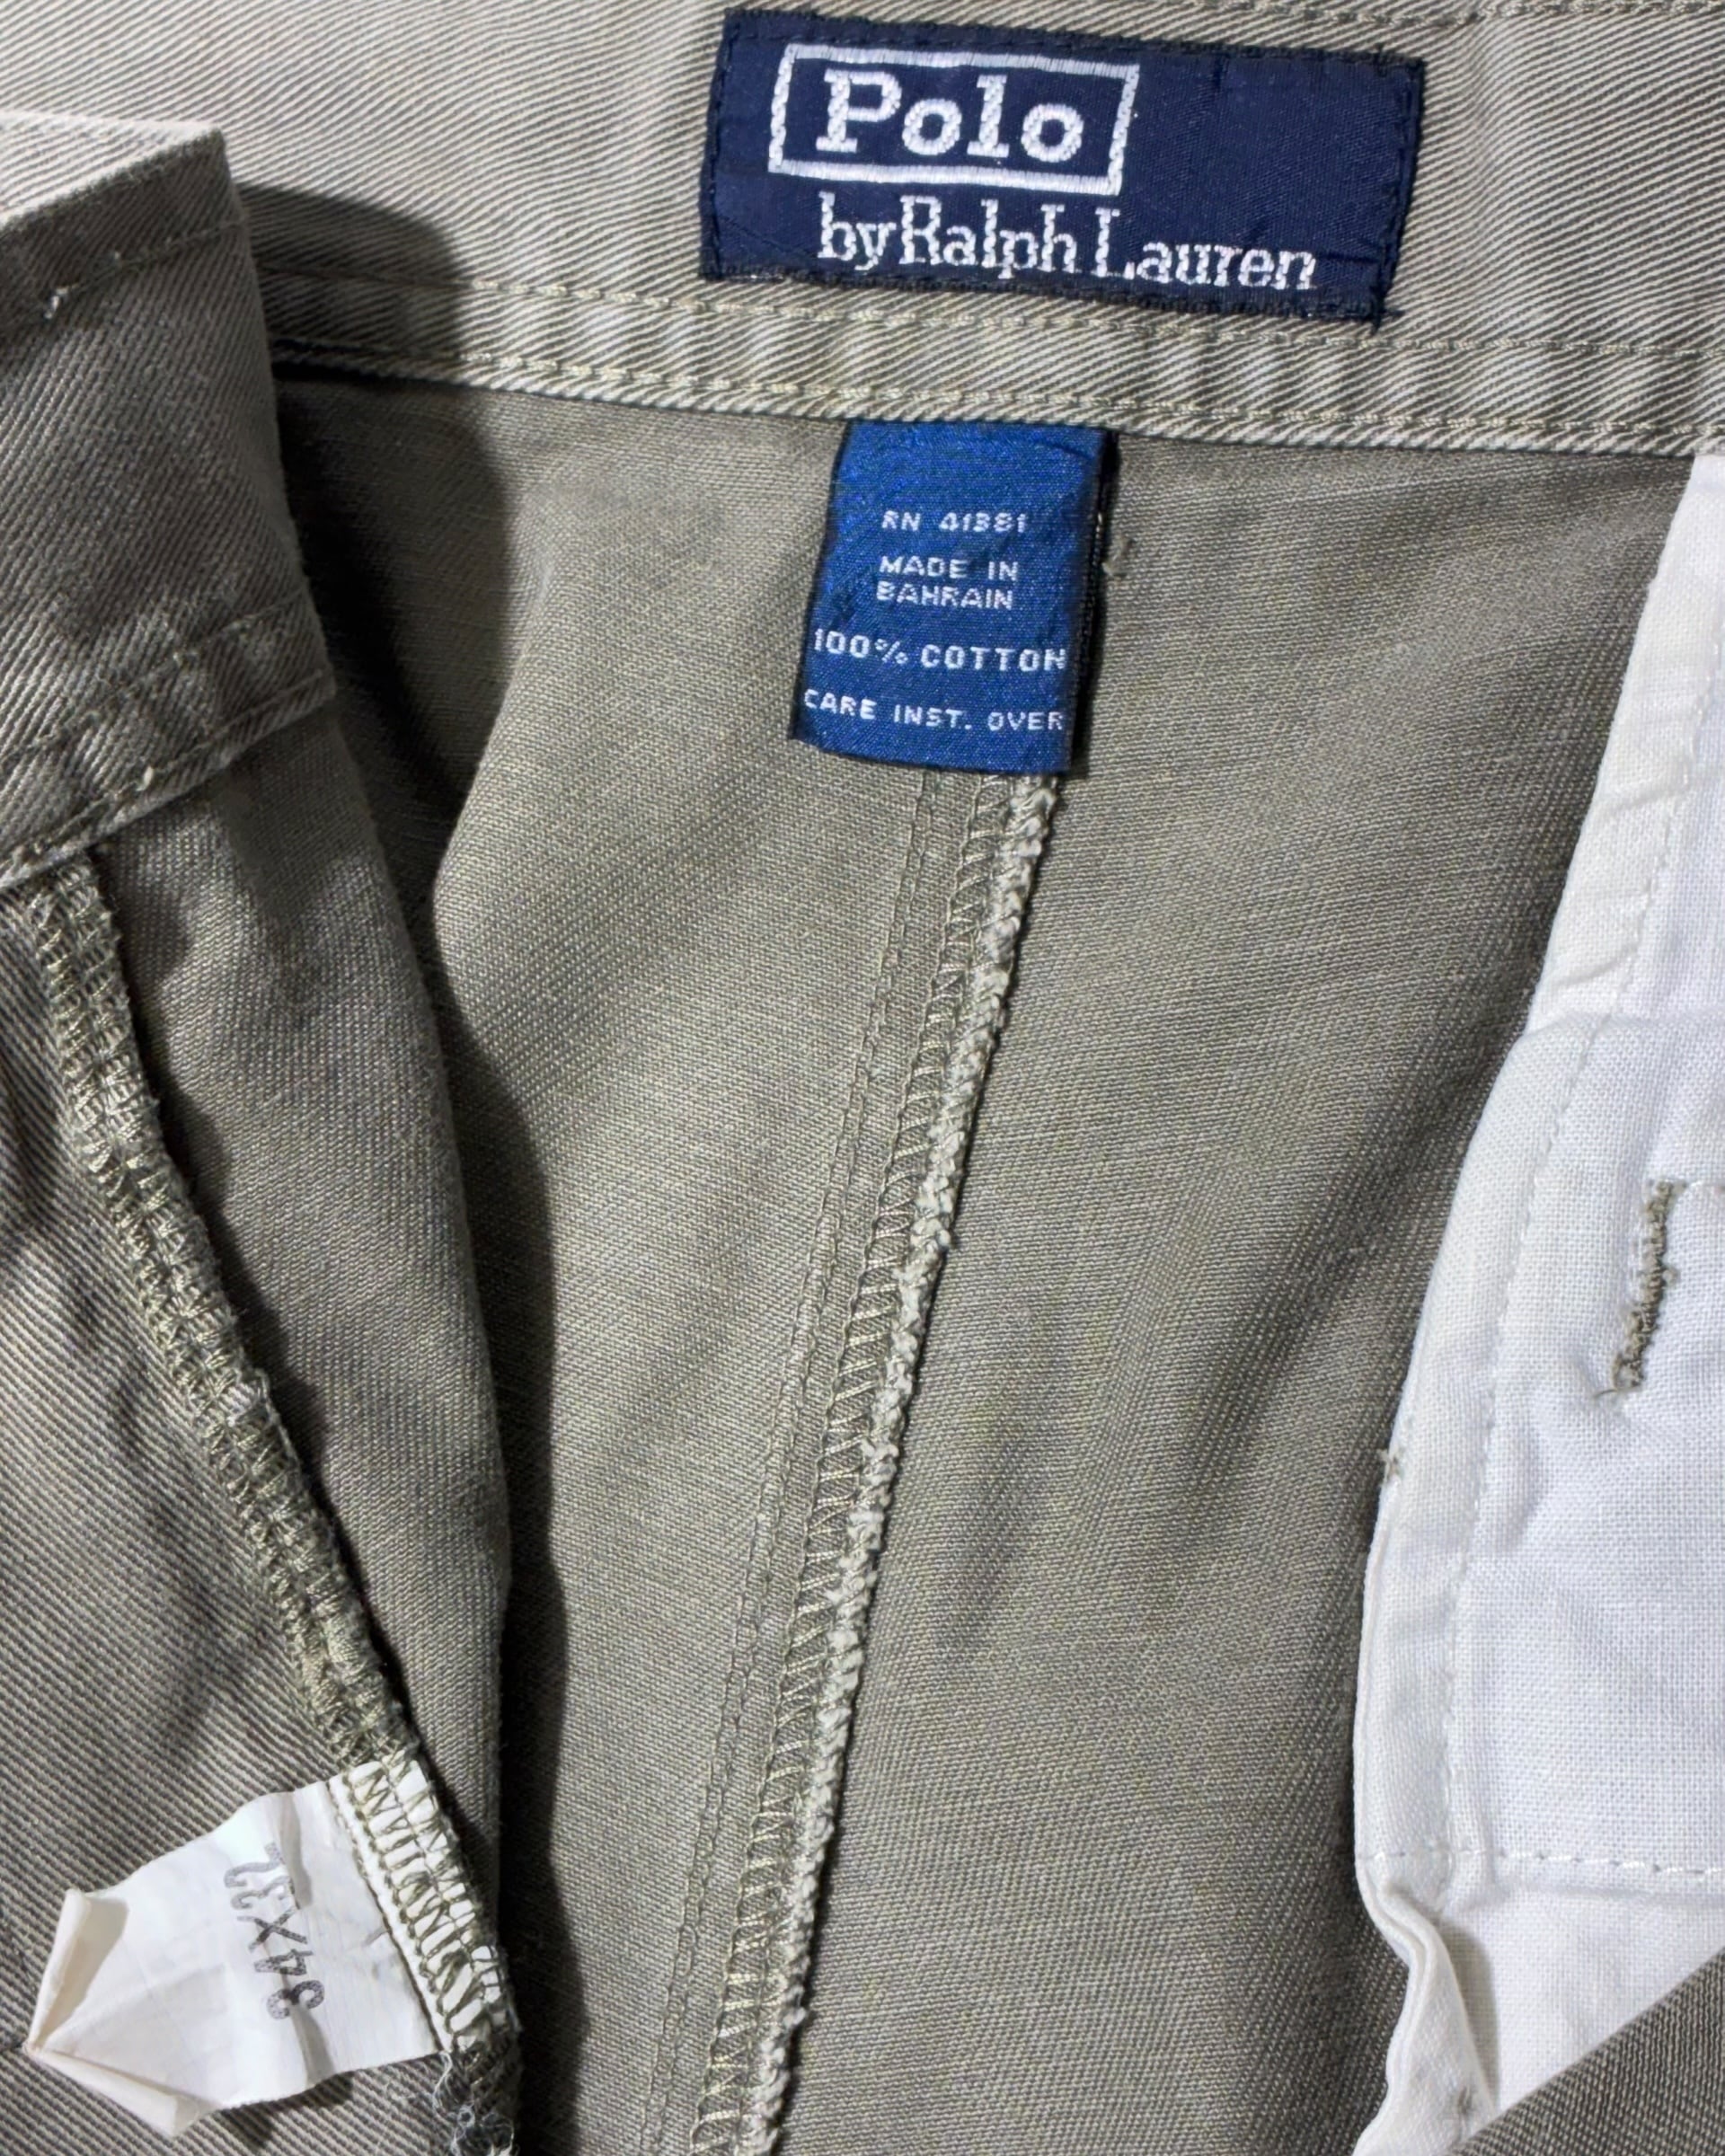 Polo
by Ralph Lauren
RN 41381
MADE IN
BAHRAIN
100% COTTON
CARE INST. OVER
34X32